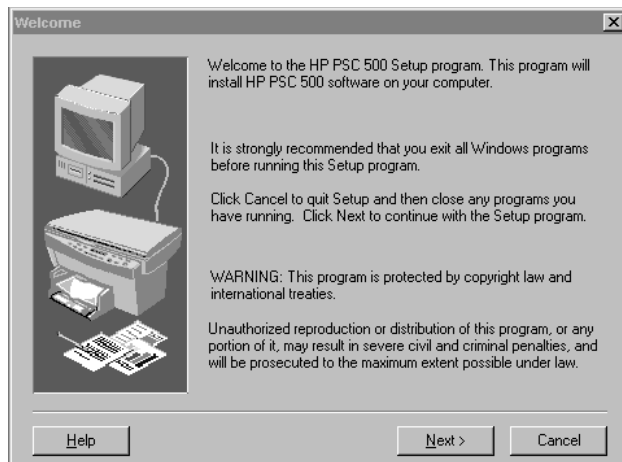 Welcome
Welcome to the HP PSC 500 Setup program. This program will
install HP PSC 500 software on your computer.
It is strongly recommended that you exit all Windows programs
before running this Setup program.
Click Cancel to quit Setup and then close any programs you
have running. Click Next to continue with the Setup program.
WARNING: This program is protected by copyright law and
international treaties.
Unauthorized reproduction or distribution of this program, or any
portion of it, may result in severe civil and criminal penalties, and
will be prosecuted to the maximum extent possible under law.
Help
Next >
Cancel